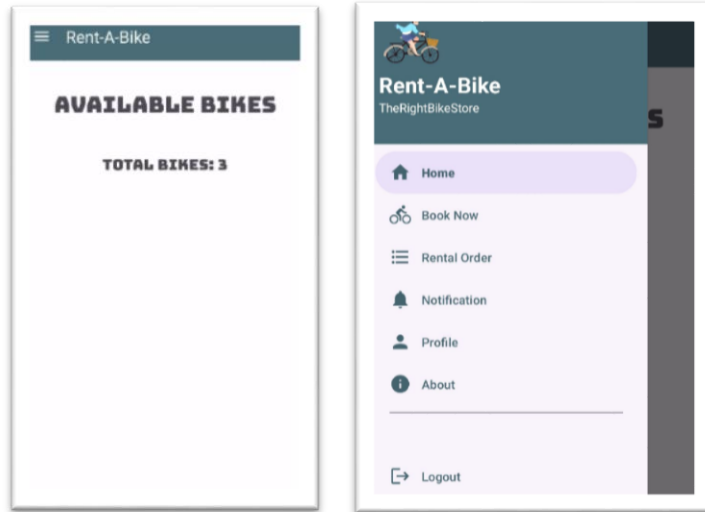 Rent-A-Bike
AVAILABLE BIKES
TOTAL BIKES: 3
Rent-A-Bike
TheRightBikeStore
S
Home
Book Now
Rental Order
Notification
Profile
About
Logout